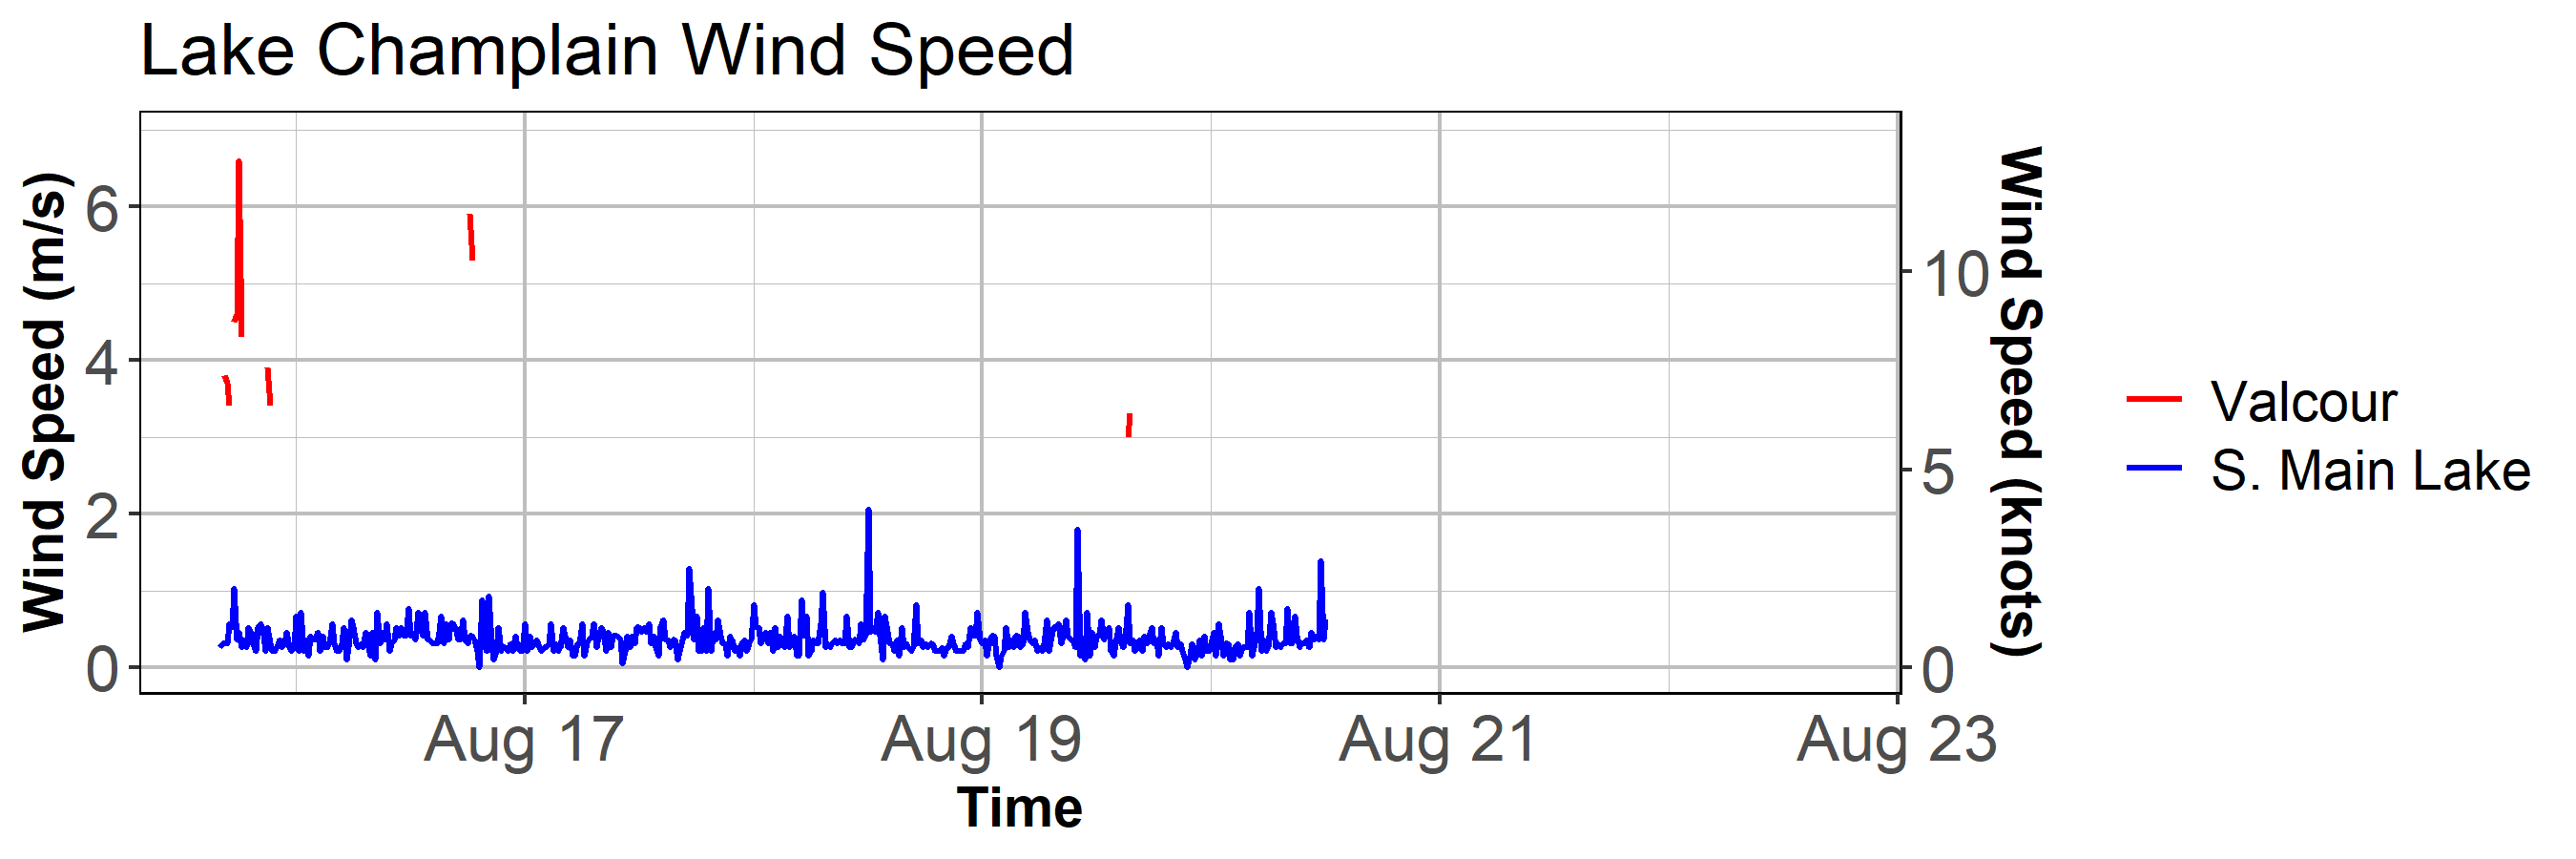 Lake Champlain Wind Speed
Wind Speed (m/s)
6
4
2
0
10
5
0
Wind Speed (knots)
Aug 17
Aug 19
Aug 21
Aug 23
Time
Valcour
S. Main Lake